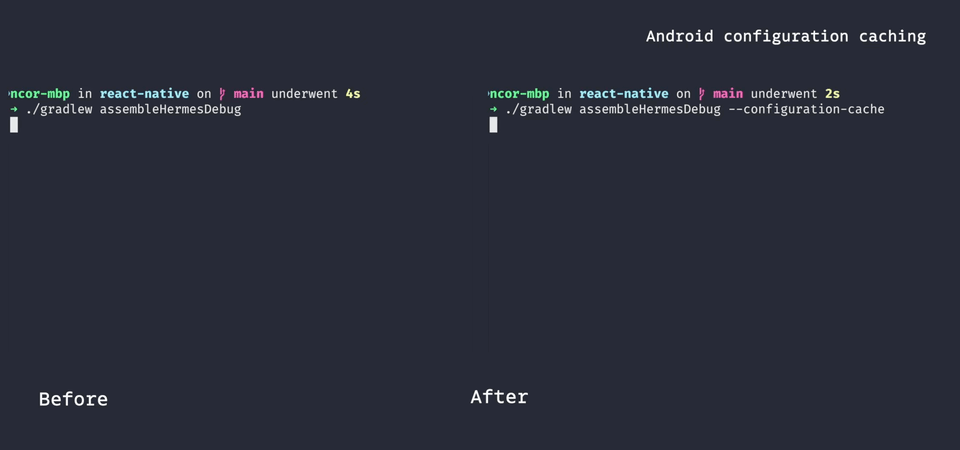 Android configuration caching
ncor-mbp in react-native on main underwent 4s
➜ ./gradlew assembleHermesDebug
ncor-mbp in react-native on main underwent 2s
➜ ./gradlew assembleHermesDebug --configuration-cache
Before
After